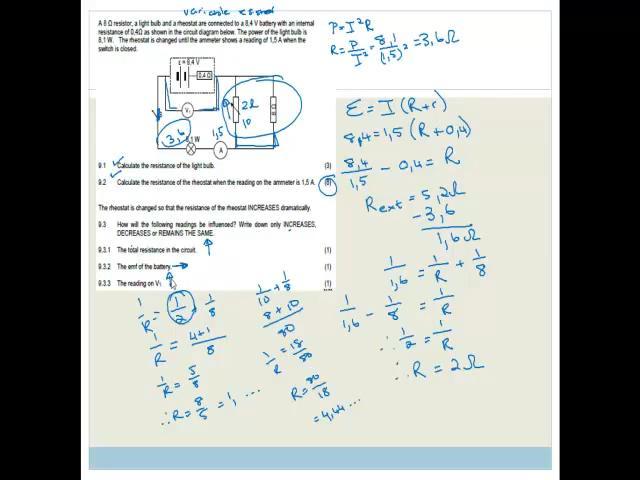 variable resistor
A 8 Ω resistor, a light bulb and a rheostat are connected to a 8,4 V battery with an internal
resistance of 0,4Ω as shown in the circuit diagram below. The power of the light bulb is
8,1 W. The rheostat is changed until the ammeter shows a reading of 1,5 A when the
switch is closed.
P = I²R
R = P/I² = 8,1/(1,5)² = 3,6 Ω
ε = 8,4 V
0,4 Ω
V₁
2Ω
10
8 Ω
3,6
8,1 W
1,5
A
9.1 Calculate the resistance of the light bulb. (3)
9.2 Calculate the resistance of the rheostat when the reading on the ammeter is 1,5 A. (8)
The rheostat is changed so that the resistance of the rheostat INCREASES dramatically.
9.3 How will the following readings be influenced? Write down only INCREASES,
DECREASES or REMAINS THE SAME.
9.3.1 The total resistance in the circuit. (1)
9.3.2 The emf of the battery. (1)
9.3.3 The reading on V₁ (1)
ε = I (R+r)
8,4 = 1,5 (R + 0,4)
8,4/1,5 − 0,4 = R
R ext = 5,2Ω
− 3,6
1,6Ω
1/1,6 = 1/R + 1/8
1/1,6 − 1/8 = 1/R
∴ 1/2 = 1/R
∴ R = 2Ω
1/R = 1/2 + 1/8
1/R = 4+1/8
1/R = 5/8
∴ R = 8/5 = 1, ...
1/10 + 1/8
8 + 10/80
1/R = 18/80
R = 80/18
= 4,44 ...